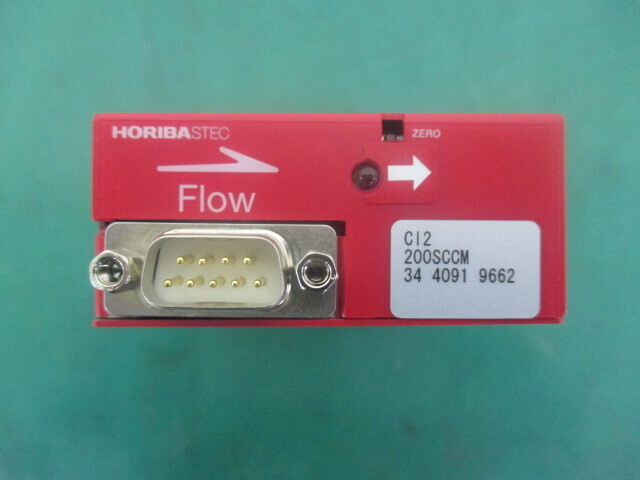 HORIBASTEC
ZERO
Flow
Cl2
200SCCM
34 4091 9662